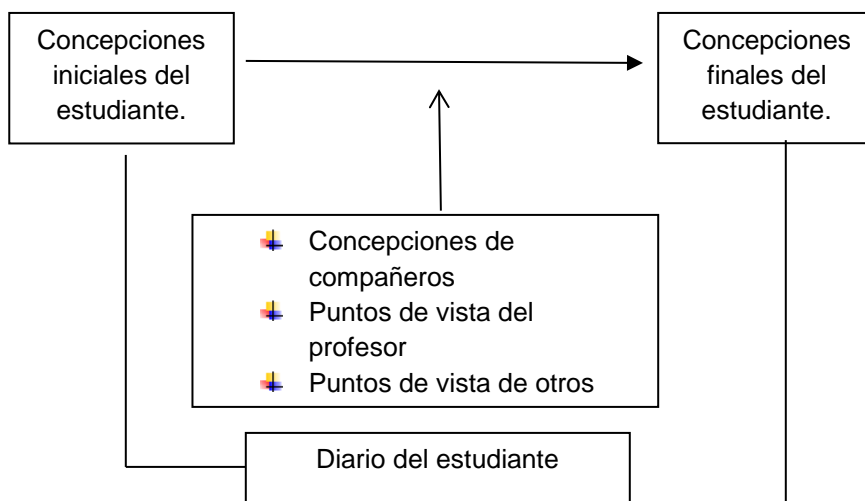 Concepciones
iniciales del
estudiante.
Concepciones
finales del
estudiante.
Concepciones de
compañeros
Puntos de vista del
profesor
Puntos de vista de otros
Diario del estudiante